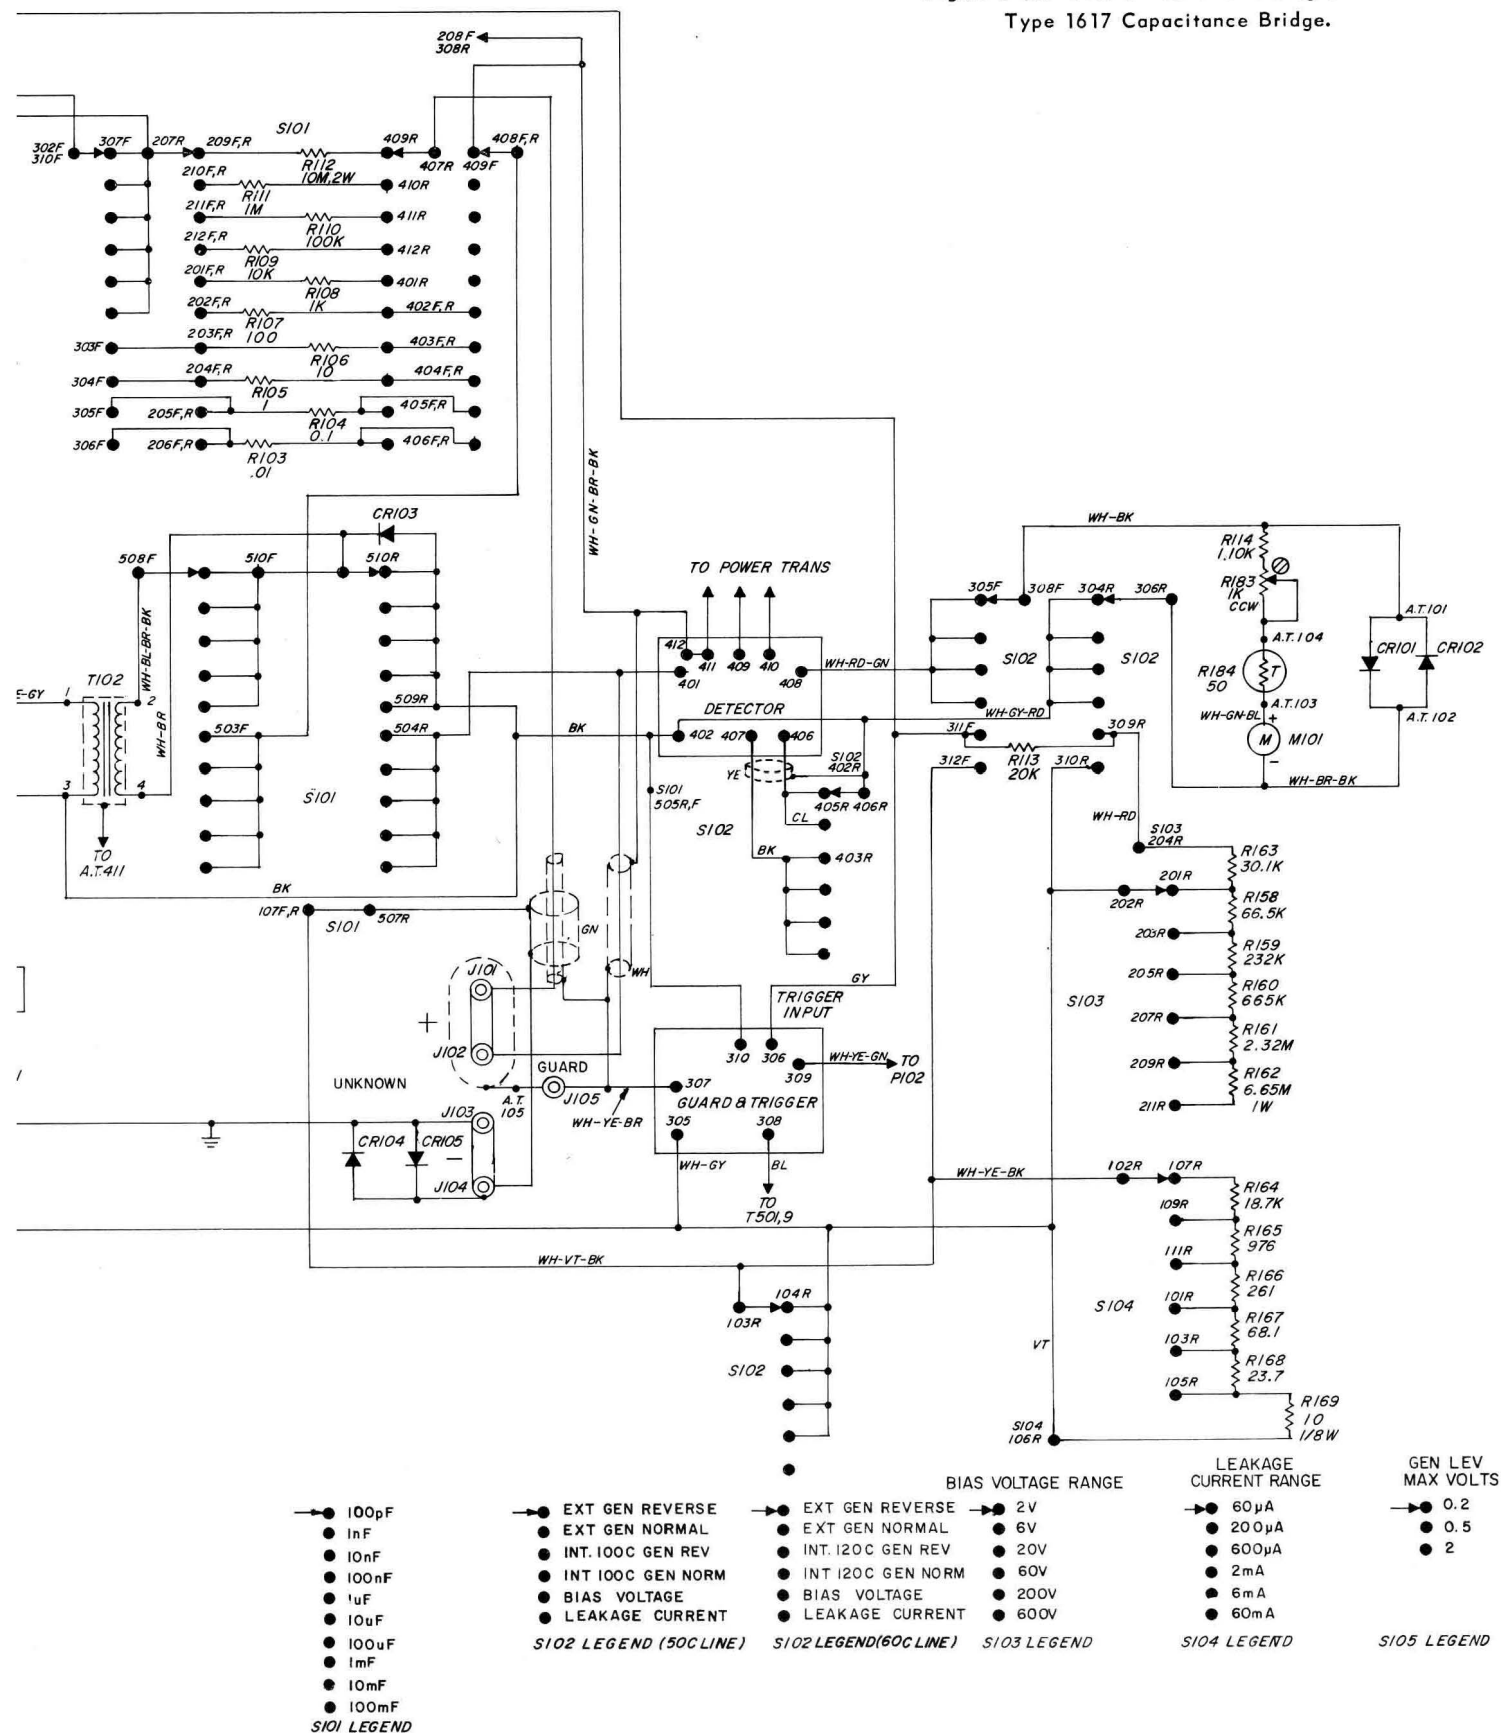 Type 1617 Capacitance Bridge.
208F
308R
S101
302F
310F
307F
207R
209F,R
409R
407R
409F
408F,R
R112
10M,2W
210F,R
410R
R111
1M
211F,R
411R
R110
100K
212F,R
412R
R109
10K
201F,R
401R
R108
1K
202F,R
402F,R
R107
100
303F
203F,R
403F,R
R106
10
304F
204F,R
404F,R
R105
1
305F
205F,R
405F,R
R104
0.1
306F
206F,R
406F,R
R103
.01
WH-GN-BR-BK
CR103
508F
510F
510R
WH-BL-BR-BK
E-GY
1
T102
2
WH-BR
3
4
TO
A.T.411
503F
509R
504R
S101
BK
BK
TO POWER TRANS
412
411
409
410
401
408
DETECTOR
402
407
406
WH-RD-GN
YE
S102
402R
S101
505R,F
405R
406R
S102
CL
BK
403R
WH-BK
305F
308F
304R
306R
S102
S102
WH-GY-RD
311F
309R
R113
20K
312F
310R
R114
1.10K
R183
1K
CCW
A.T.101
A.T.104
CR101
CR102
R184
50
T
A.T.103
WH-GN-BL
+
A.T.102
M
M101
-
WH-BR-BK
WH-RD
S103
204R
R163
30.1K
202R
201R
R158
66.5K
203R
R159
232K
205R
R160
665K
S103
207R
R161
2.32M
209R
R162
6.65M
1W
211R
107F,R
S101
507R
GN
WH
GY
J101
+
J102
UNKNOWN
GUARD
A.T.
105
J105
WH-YE-BR
TRIGGER
INPUT
310
306
309
WH-YE-GN
TO
P102
307
GUARD & TRIGGER
305
308
WH-GY
BL
TO
T501,9
J103
CR104
CR105
-
J104
WH-VT-BK
WH-YE-BK
102R
107R
R164
18.7K
109R
R165
976
111R
R166
261
S104
101R
R167
68.1
103R
R168
23.7
105R
R169
10
1/8W
VT
S104
106R
104R
103R
S102
100pF
1nF
10nF
100nF
1uF
10uF
100uF
1mF
10mF
100mF
S101 LEGEND
EXT GEN REVERSE
EXT GEN NORMAL
INT. 100C GEN REV
INT 100C GEN NORM
BIAS VOLTAGE
LEAKAGE CURRENT
S102 LEGEND (50C LINE)
EXT GEN REVERSE
EXT GEN NORMAL
INT. 120C GEN REV
INT 120C GEN NORM
BIAS VOLTAGE
LEAKAGE CURRENT
S102 LEGEND(60C LINE)
BIAS VOLTAGE RANGE
2V
6V
20V
60V
200V
600V
S103 LEGEND
LEAKAGE
CURRENT RANGE
60µA
200µA
600µA
2mA
6mA
60mA
S104 LEGEND
GEN LEV
MAX VOLTS
0.2
0.5
2
S105 LEGEND